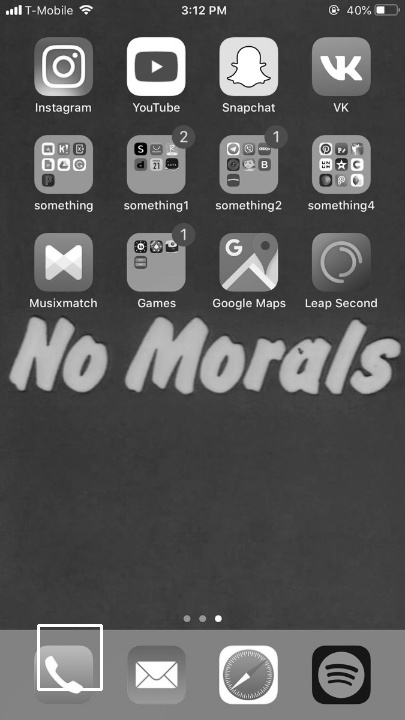 T-Mobile 3:12 PM 40%
Instagram YouTube Snapchat VK
2 1
something something1 something2 something4
1
Musixmatch Games Google Maps Leap Second
No Morals